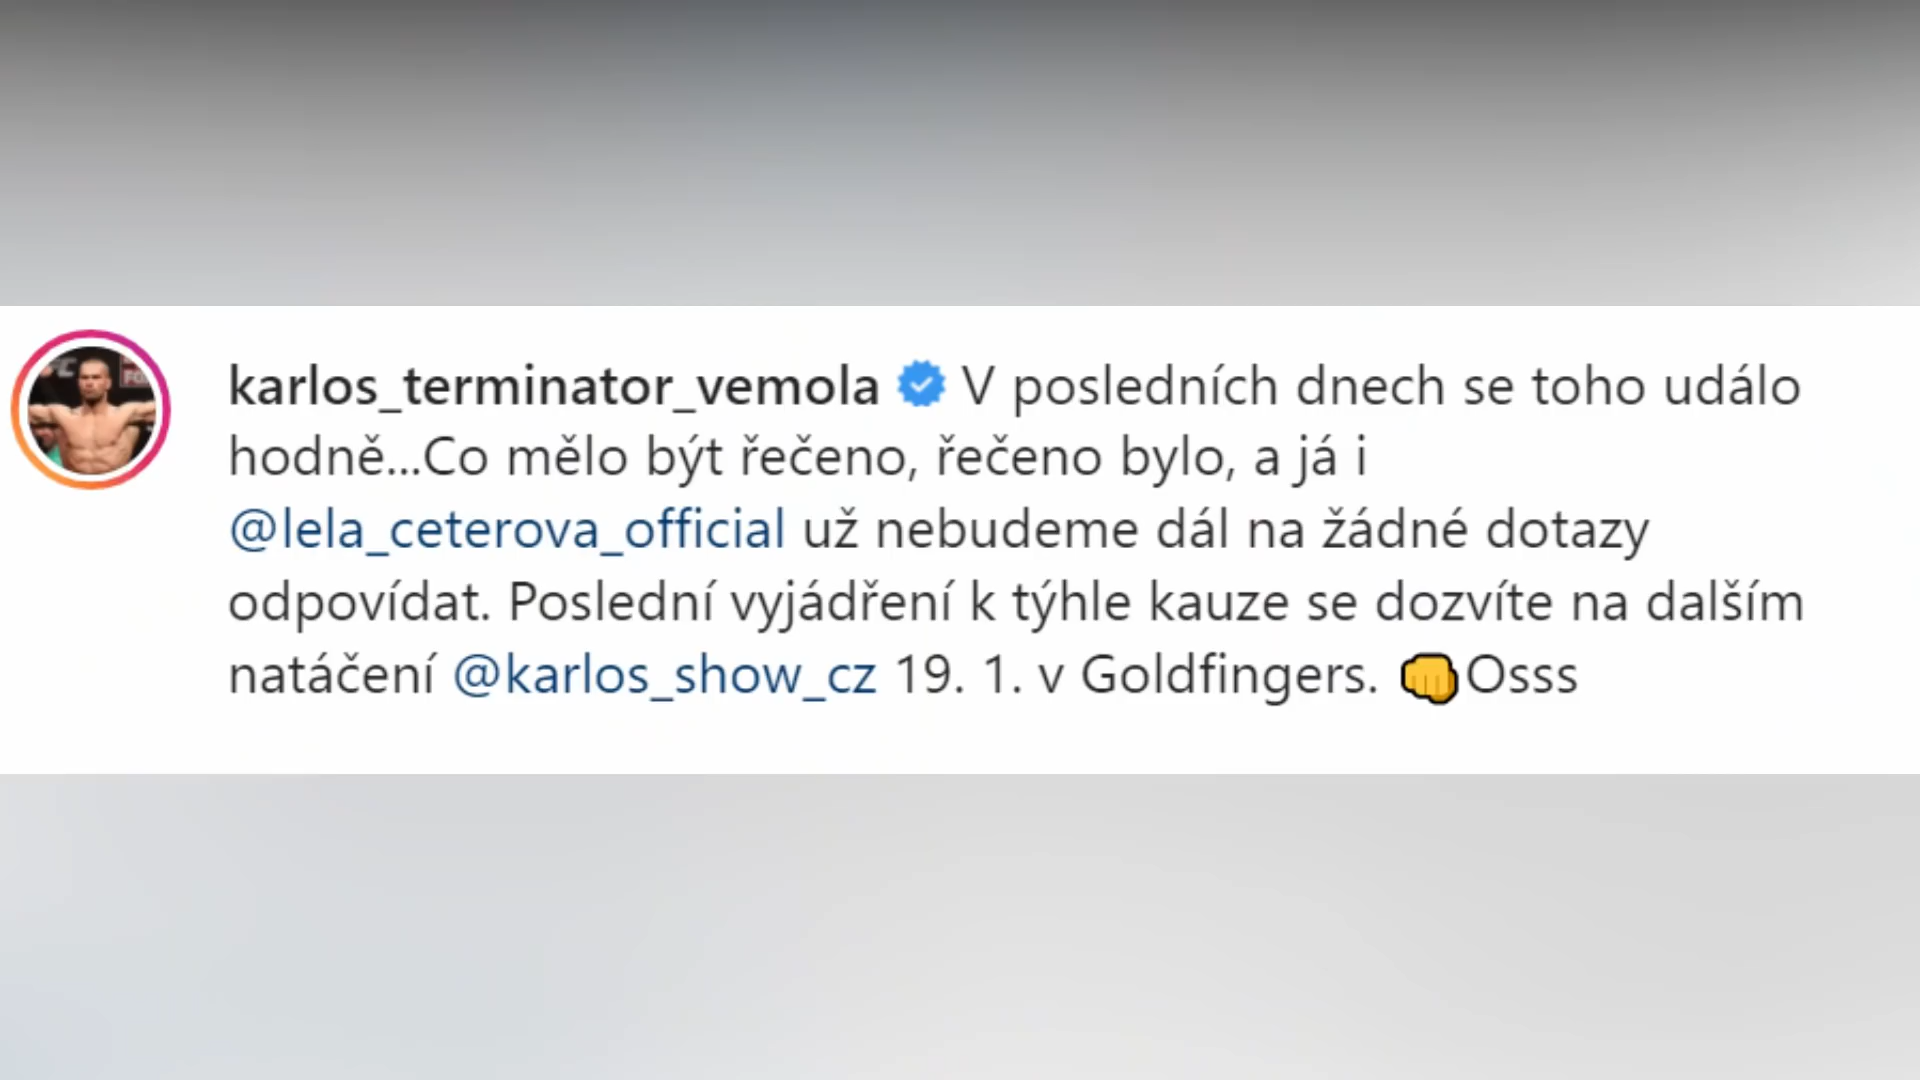 karlos_terminator_vemola V posledních dnech se toho událo
hodně...Co mělo být řečeno, řečeno bylo, a já i
@lela_ceterova_official už nebudeme dál na žádné dotazy
odpovídat. Poslední vyjádření k týhle kauze se dozvíte na dalším
natáčení @karlos_show_cz 19. 1. v Goldfingers. 👊Osss